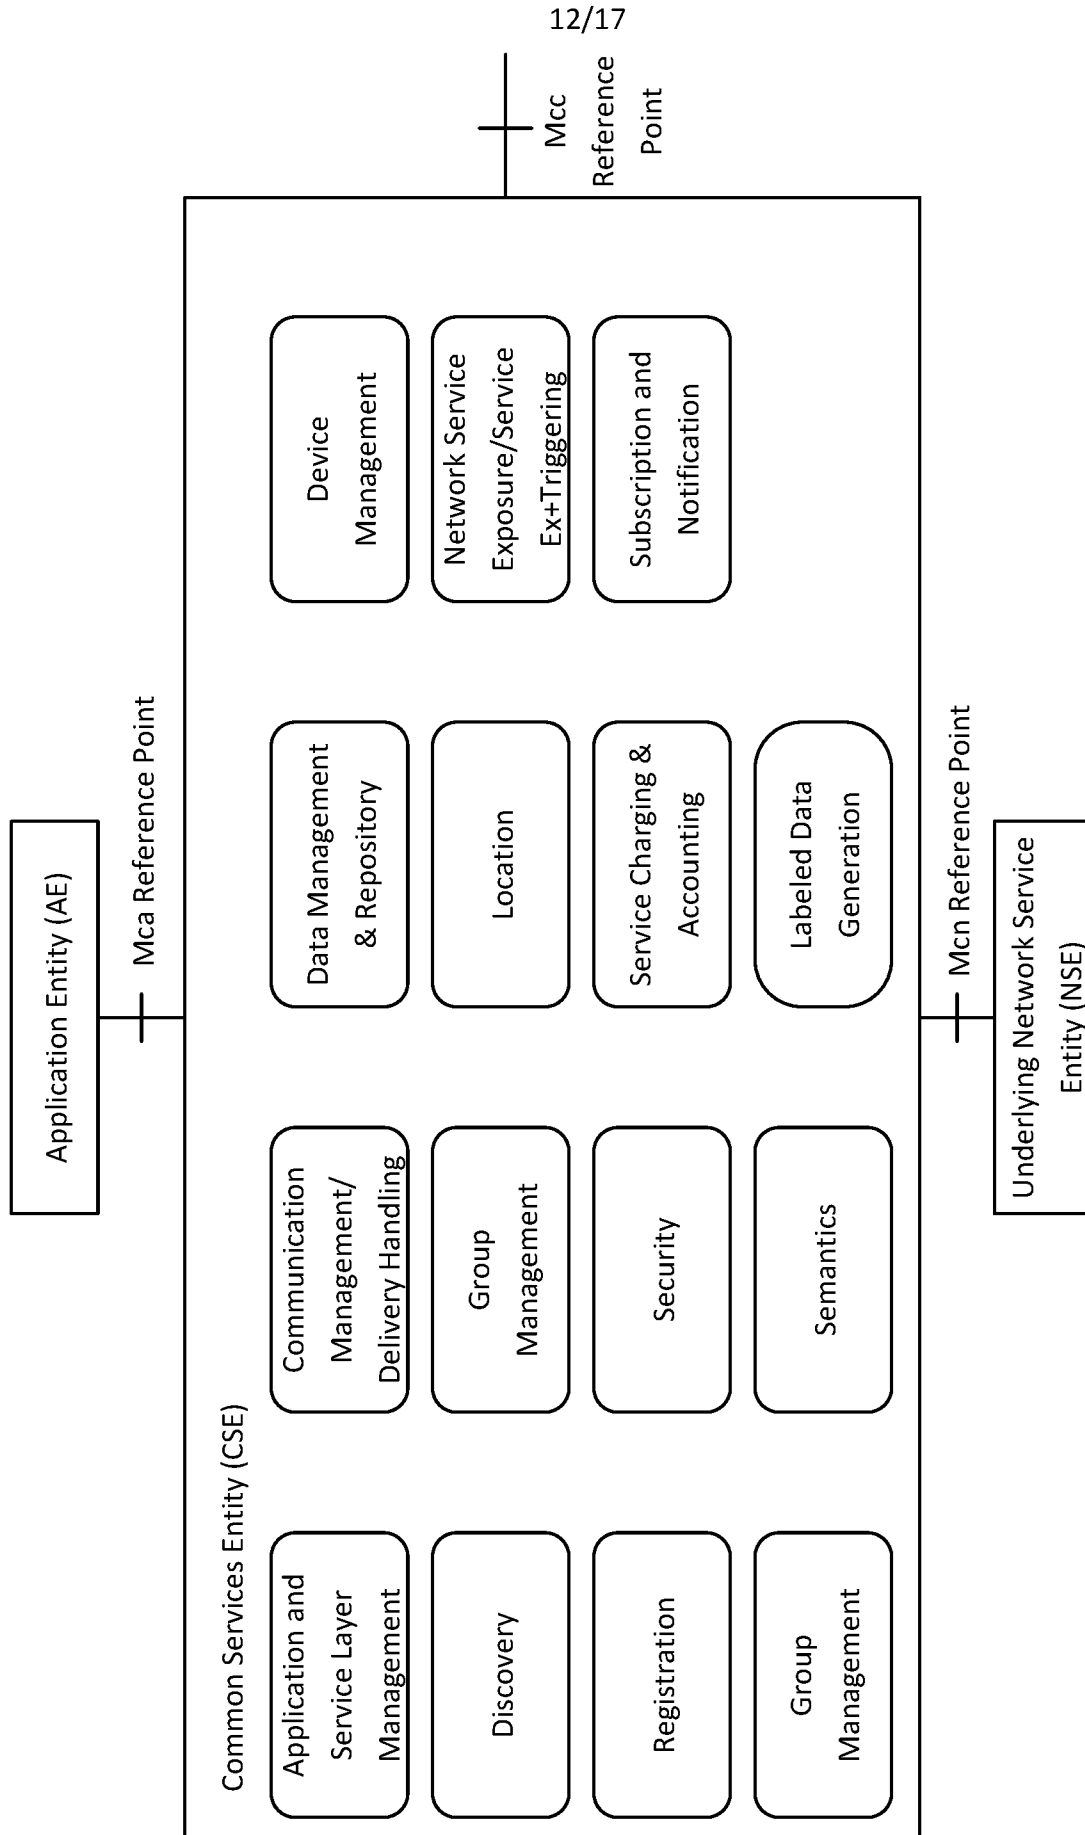 12/17
Application Entity (AE)
Mca Reference Point
Mcc
Reference
Point
Common Services Entity (CSE)
Application and
Service Layer
Management
Communication
Management/
Delivery Handling
Data Management
& Repository
Device
Management
Discovery
Group
Management
Location
Network Service
Exposure/Service
Ex+Triggering
Registration
Security
Service Charging &
Accounting
Subscription and
Notification
Group
Management
Semantics
Labeled Data
Generation
Mcn Reference Point
Underlying Network Service
Entity (NSE)